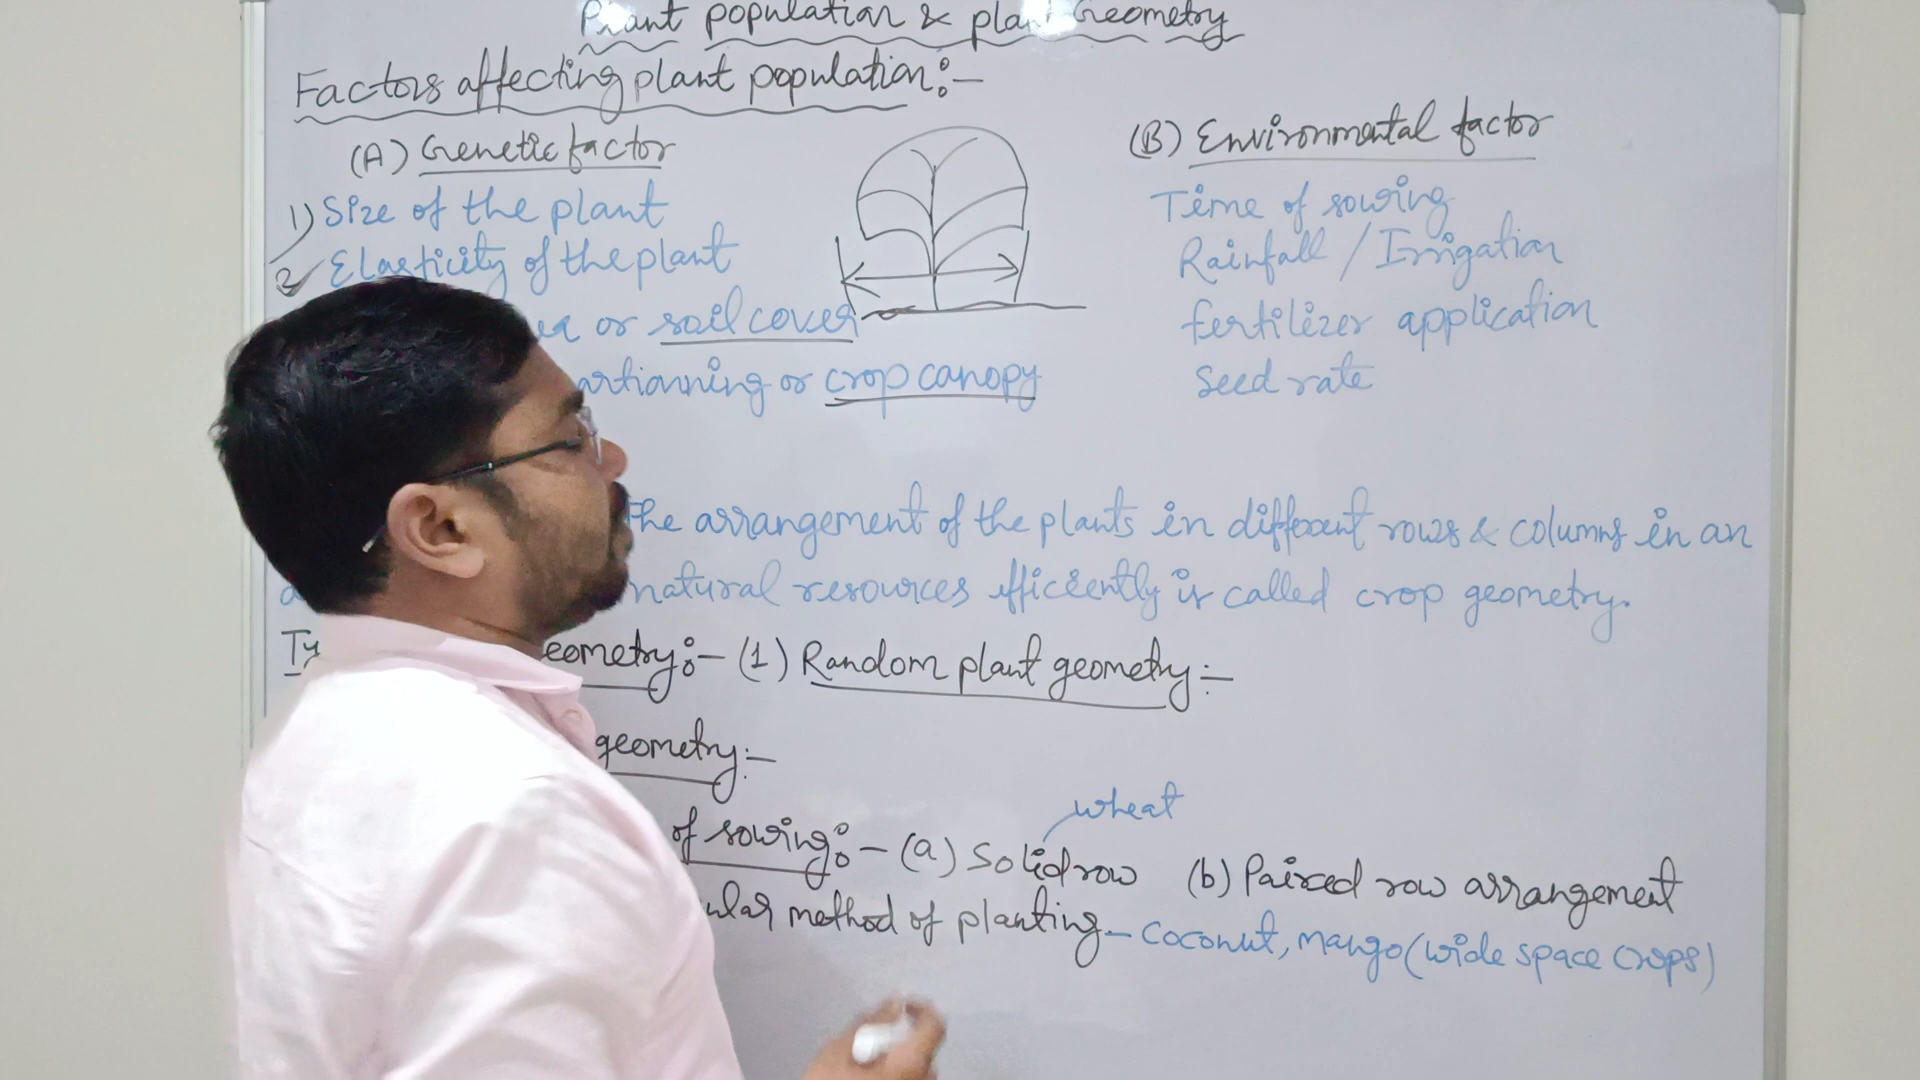 Plant population & plant Geometry
Factors affecting plant population:-
(A) Genetic factor
1) Size of the plant
2 Elasticity of the plant
or soil cover
or crop canopy
(B) Environmental factor
Time of sowing
Rainfall / Irrigation
fertilizer application
Seed rate
The arrangement of the plants in different rows & columns in an
natural resources efficiently is called crop geometry.
eometry:- (1) Random plant geometry:-
geometry:-
wheat
of sowing:- (a) Solid row (b) Paired row arrangement
method of planting - Coconut, Mango (wide space crops)